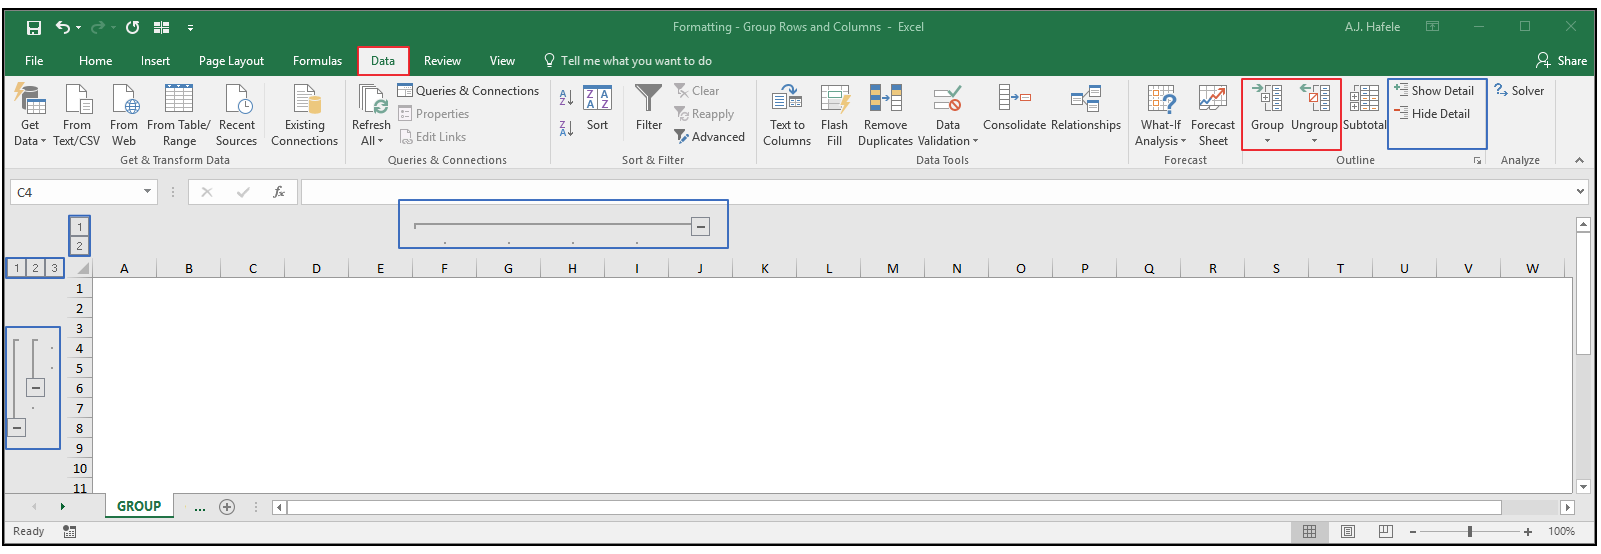 Formatting - Group Rows and Columns - Excel
A.J. Hafele
File Home Insert Page Layout Formulas Data Review View Tell me what you want to do Share
Get Data
From Text/CSV
From Web
From Table/ Range
Recent Sources
Existing Connections
Get & Transform Data
Refresh All
Queries & Connections
Properties
Edit Links
Queries & Connections
Sort
Filter
Clear
Reapply
Advanced
Sort & Filter
Text to Columns
Flash Fill
Remove Duplicates
Data Validation
Consolidate
Relationships
Data Tools
What-If Analysis
Forecast Sheet
Forecast
Group
Ungroup
Subtotal
Show Detail
Hide Detail
Outline
Solver
Analyze
C4
fx
1
2
1 2 3
A B C D E F G H I J K L M N O P Q R S T U V W
1
2
3
4
5
6
7
8
9
10
11
GROUP ...
Ready
100%